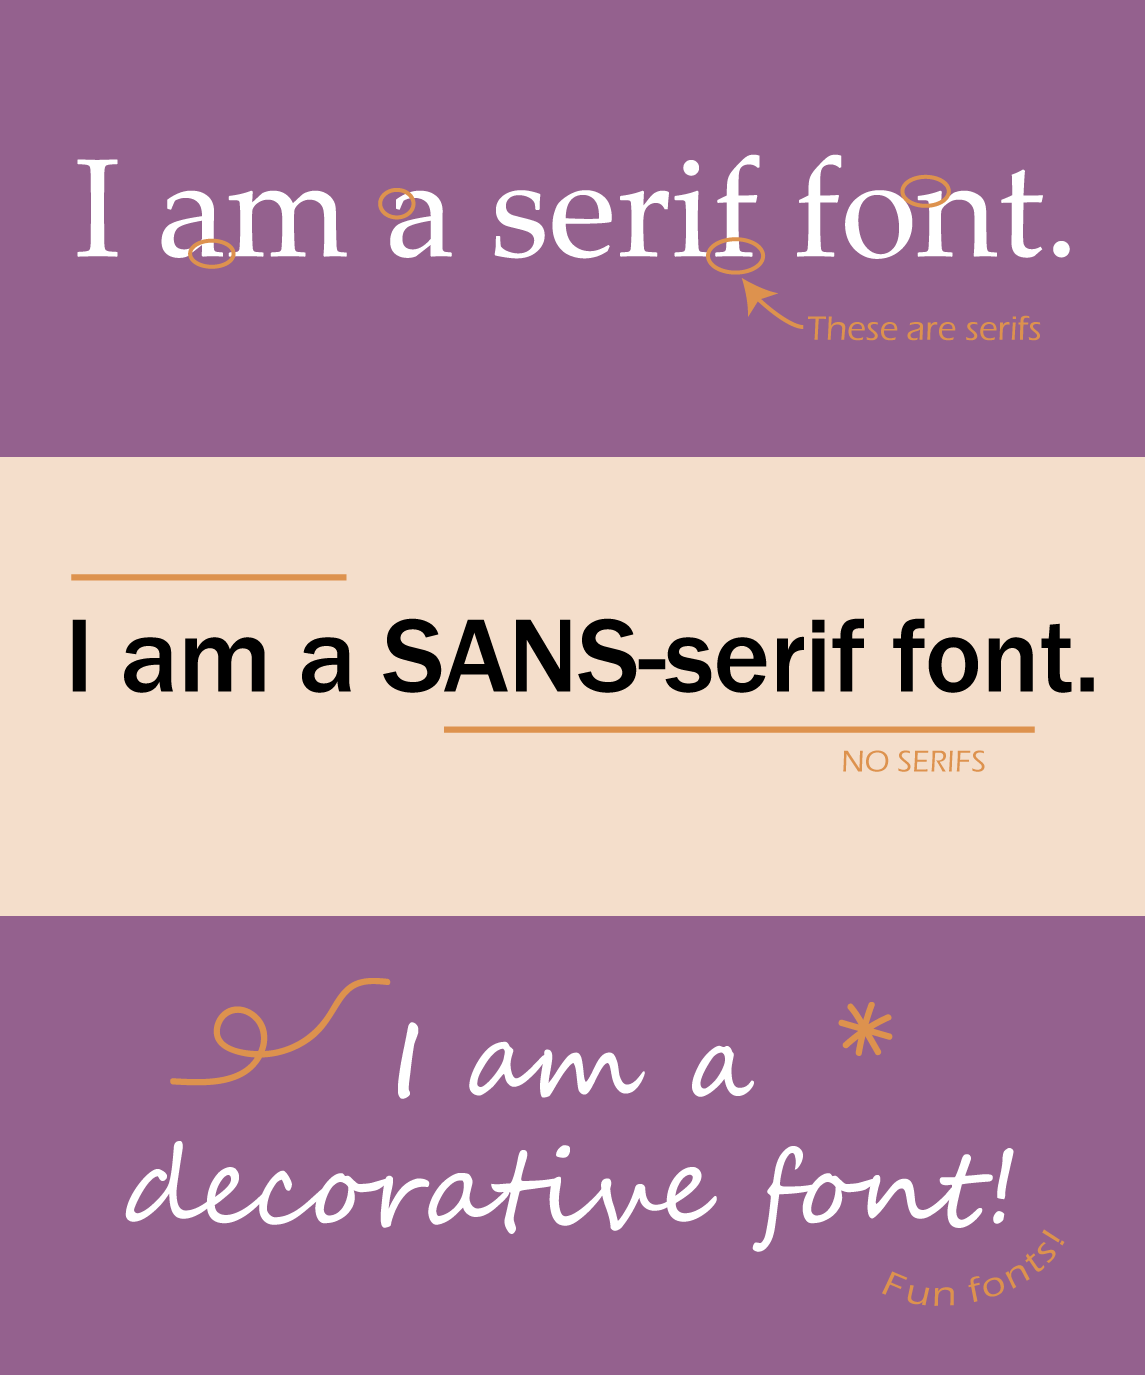 I am a serif font.
These are serifs
I am a SANS-serif font.
NO SERIFS
I am a
decorative font!
Fun fonts!